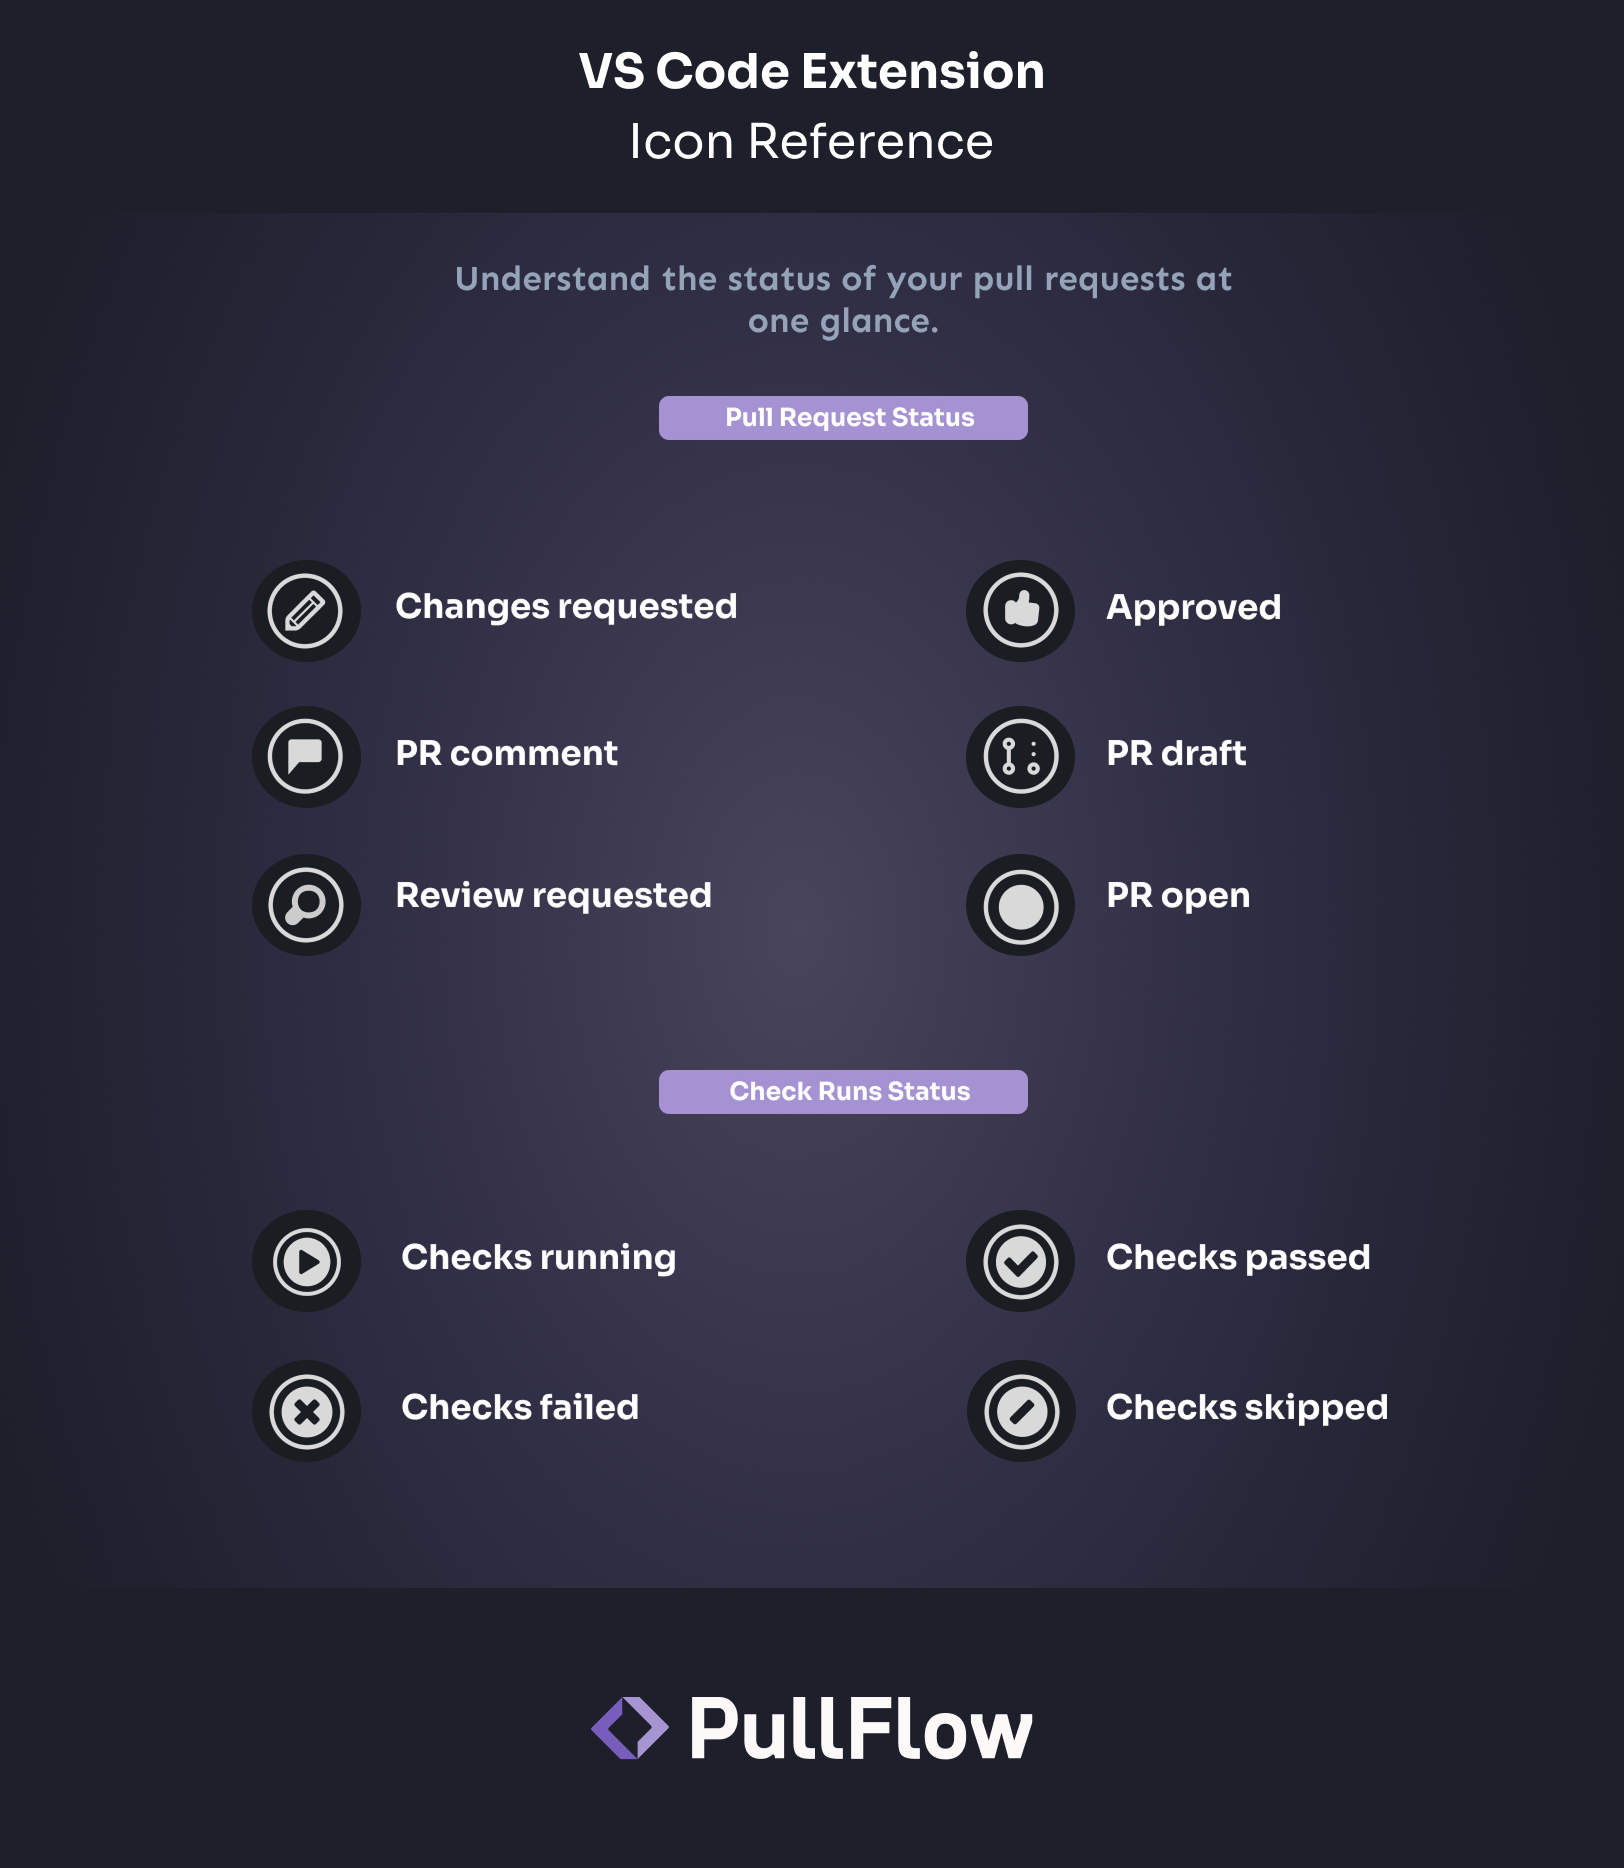 VS Code Extension
Icon Reference
Understand the status of your pull requests at
one glance.
Pull Request Status
Changes requested
Approved
PR comment
PR draft
Review requested
PR open
Check Runs Status
Checks running
Checks passed
Checks failed
Checks skipped
PullFlow